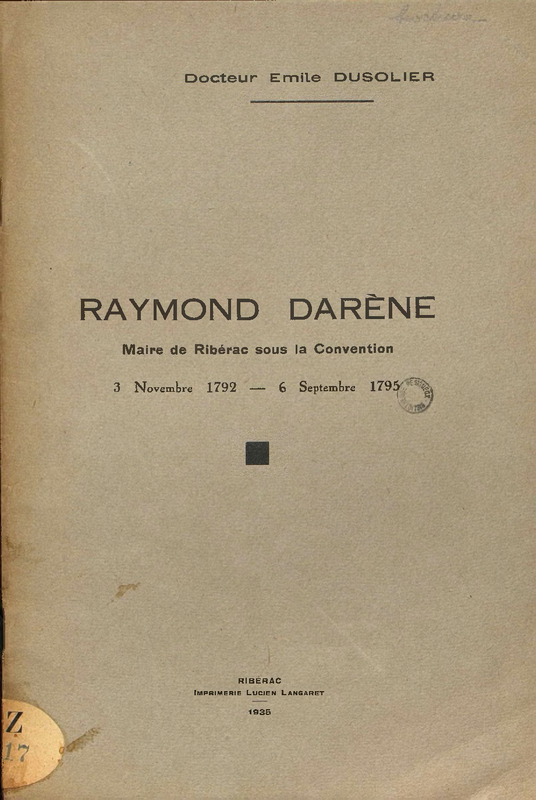 Docteur Emile DUSOLIER
RAYMOND DARÈNE
Maire de Ribérac sous la Convention
3 Novembre 1792 — 6 Septembre 1795
RIBÉRAC
IMPRIMERIE LUCIEN LANGARET
1935
Z
17